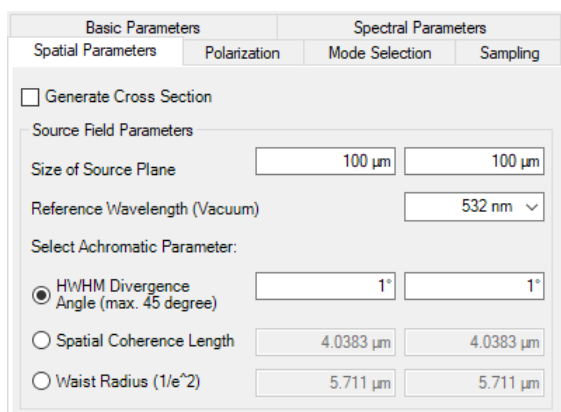 Basic Parameters Spectral Parameters
Spatial Parameters Polarization Mode Selection Sampling
Generate Cross Section
Source Field Parameters
Size of Source Plane 100 µm 100 µm
Reference Wavelength (Vacuum) 532 nm
Select Achromatic Parameter:
HWHM Divergence
Angle (max. 45 degree) 1° 1°
Spatial Coherence Length 4.0383 µm 4.0383 µm
Waist Radius (1/e^2) 5.711 µm 5.711 µm